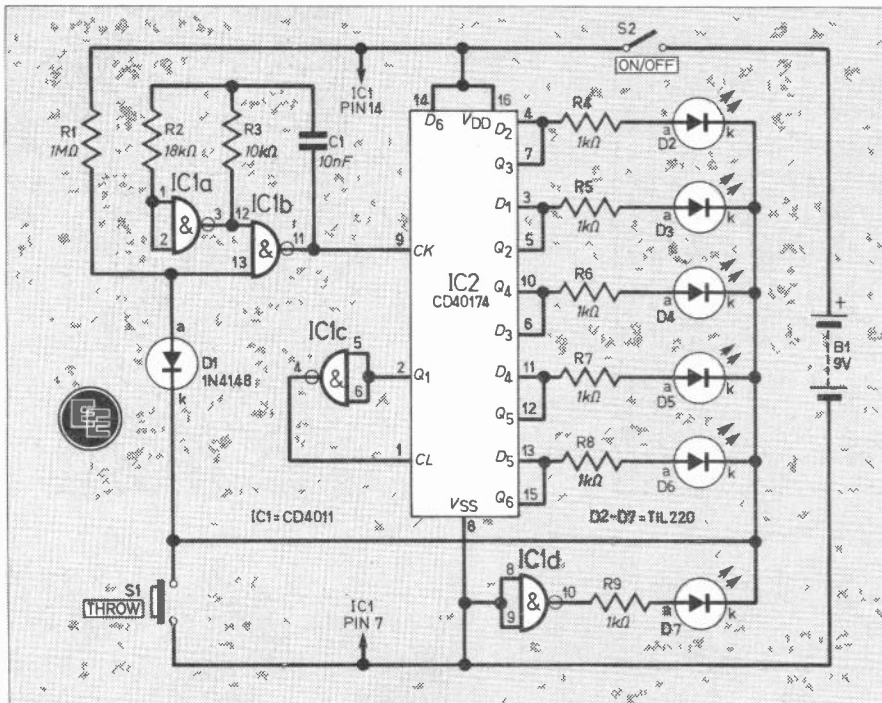 S2
ON/OFF
IC1
PIN 14
14
16
D6
VDD
R1
1MΩ
R2
18kΩ
R3
10kΩ
C1
10nF
IC1a
1
2
&
3
IC1b
12
13
&
11
9
CK
IC2
CD40174
4
D2
7
Q3
3
D1
5
Q2
10
Q4
6
D3
11
D4
12
Q5
13
D5
15
Q6
R4
1kΩ
a
D2
k
R5
1kΩ
a
D3
k
R6
1kΩ
a
D4
k
R7
1kΩ
a
D5
k
R8
1kΩ
a
D6
k
+
B1
9V
a
D1
1N4148
k
IC1c
4
&
5
6
2
Q1
1
CL
VSS
8
IC1=CD4011
D2-D7=TIL220
IC1d
8
9
&
10
R9
1kΩ
a
D7
k
S1
THROW
IC1
PIN 7